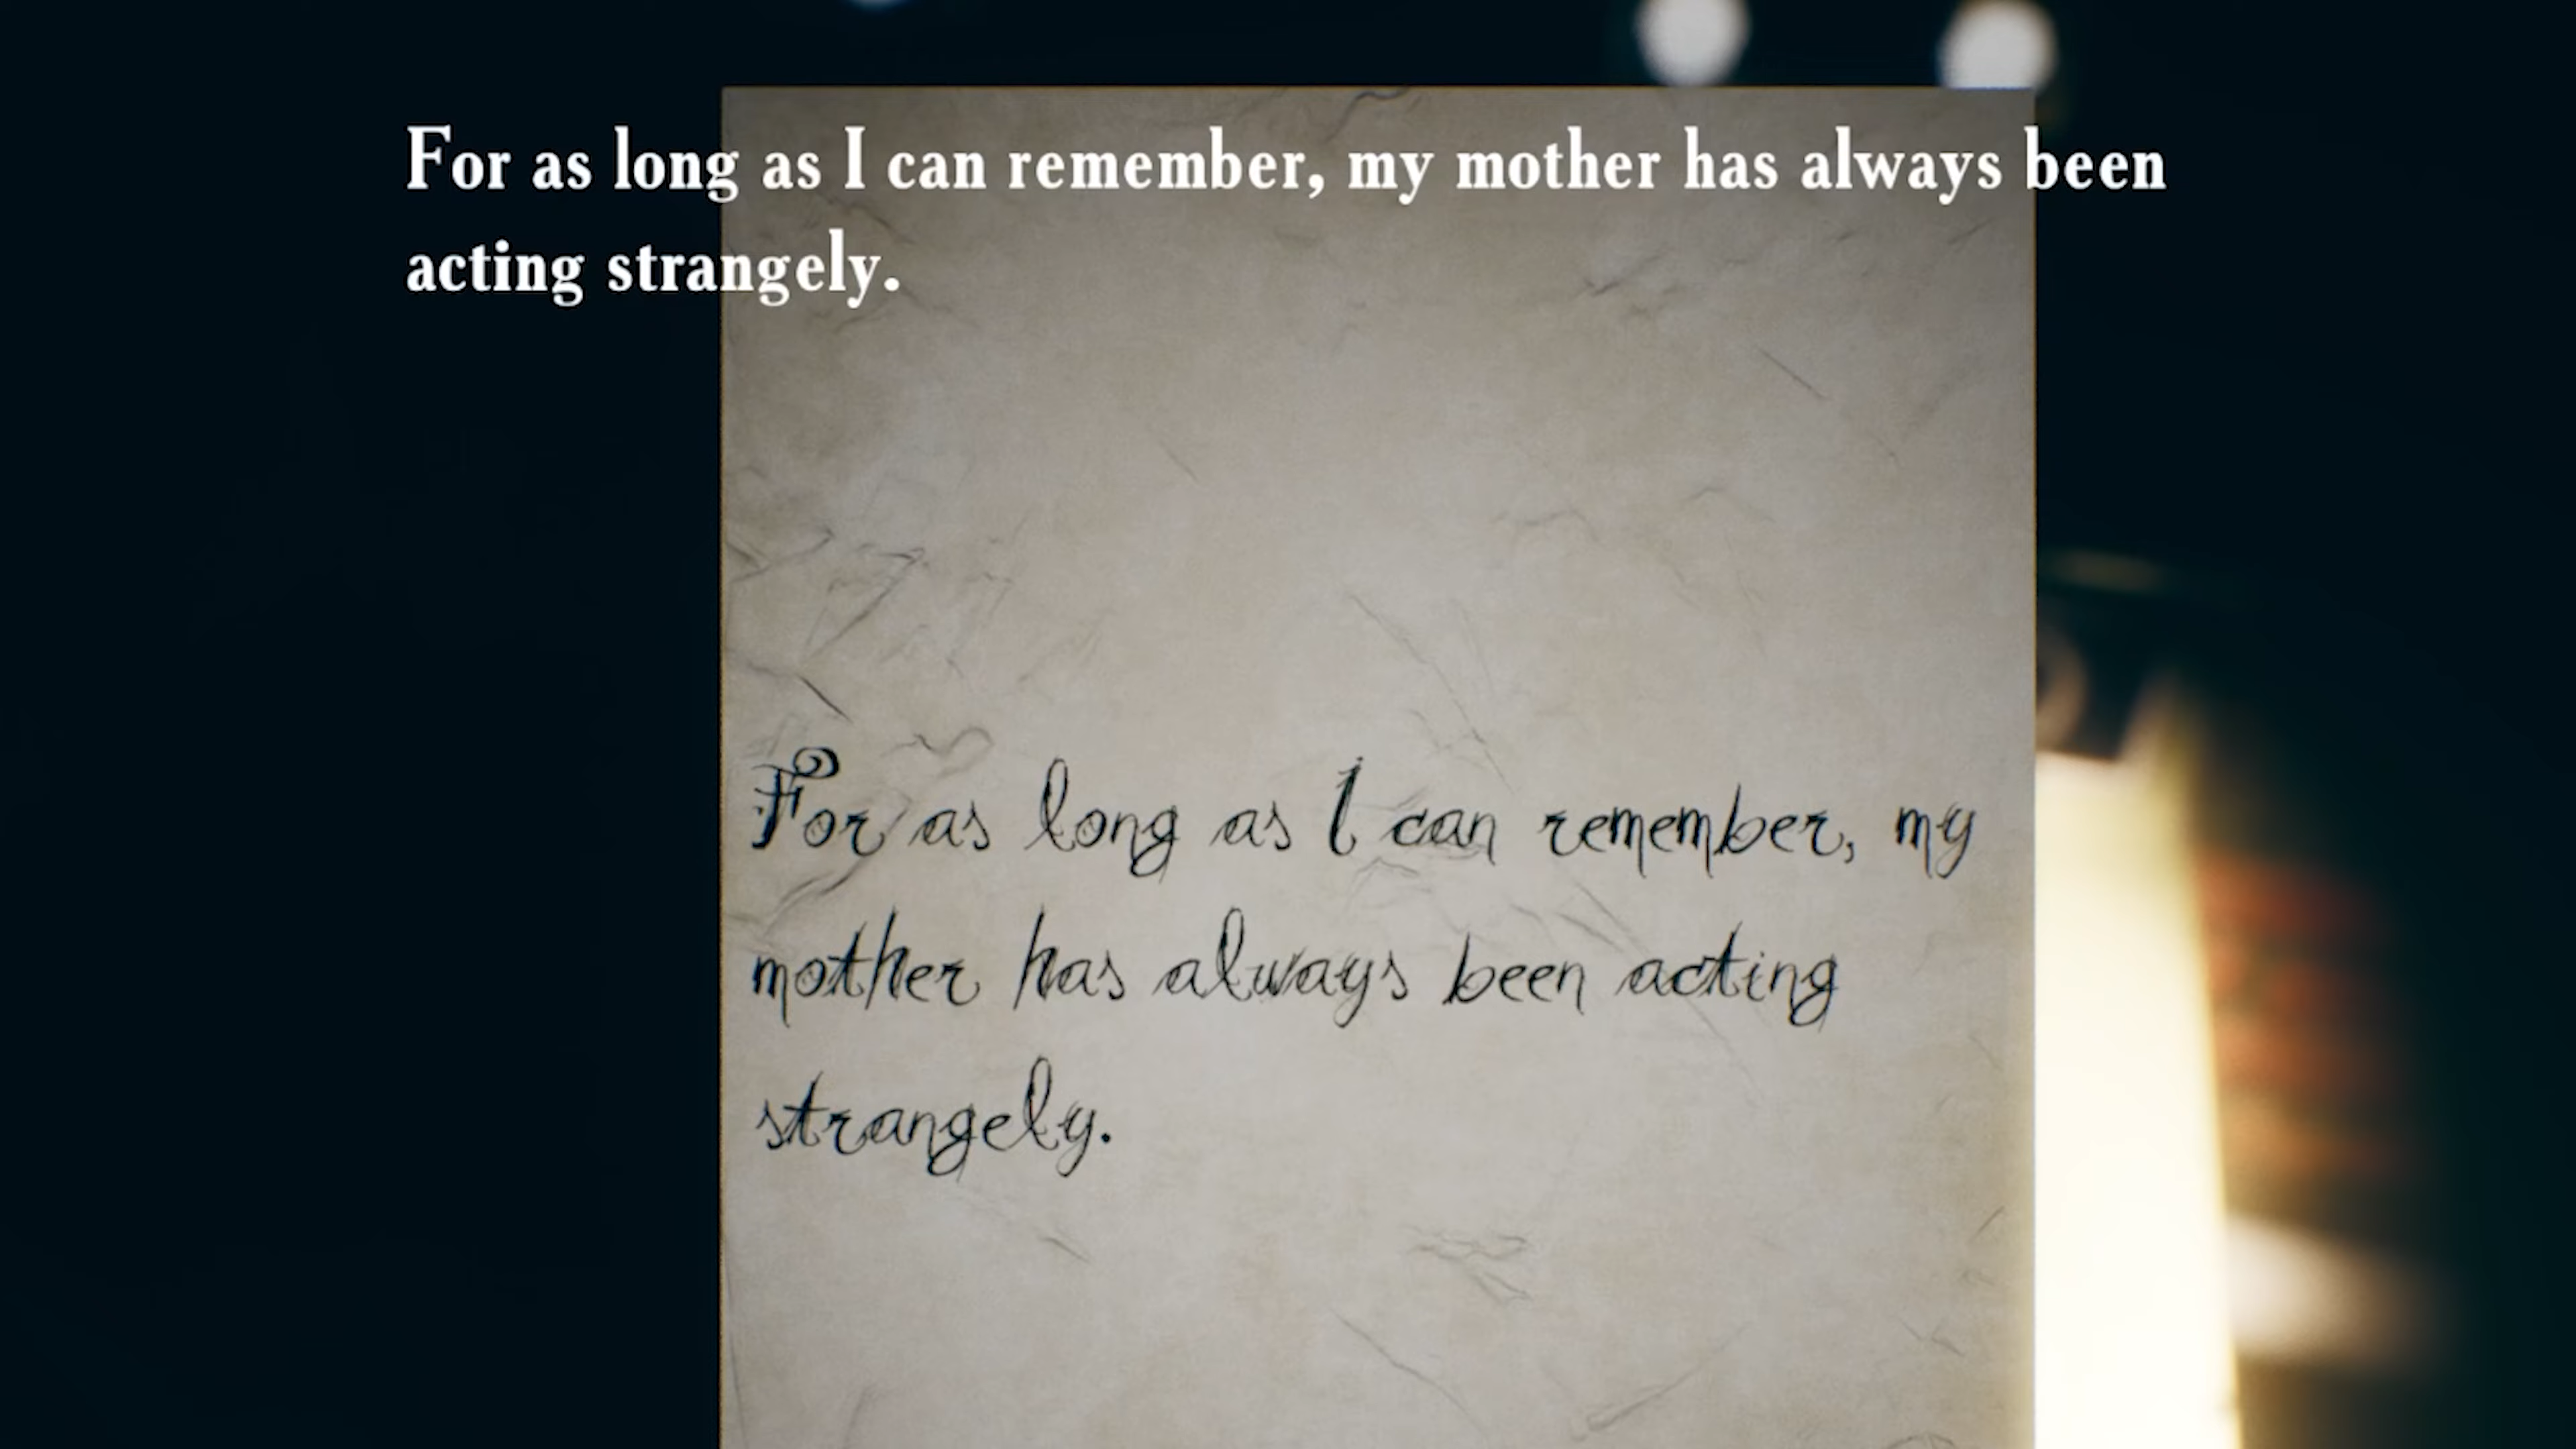 For as long as I can remember, my mother has always been
acting strangely.
For as long as I can remember, my
mother has always been acting
strangely.